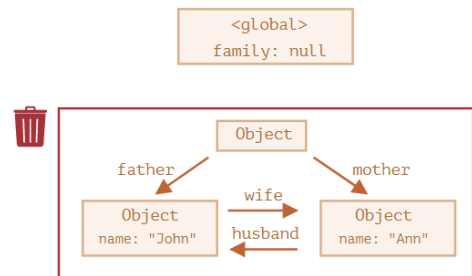 <global>
family: null
Object
father
mother
wife
Object
name: "John"
husband
Object
name: "Ann"